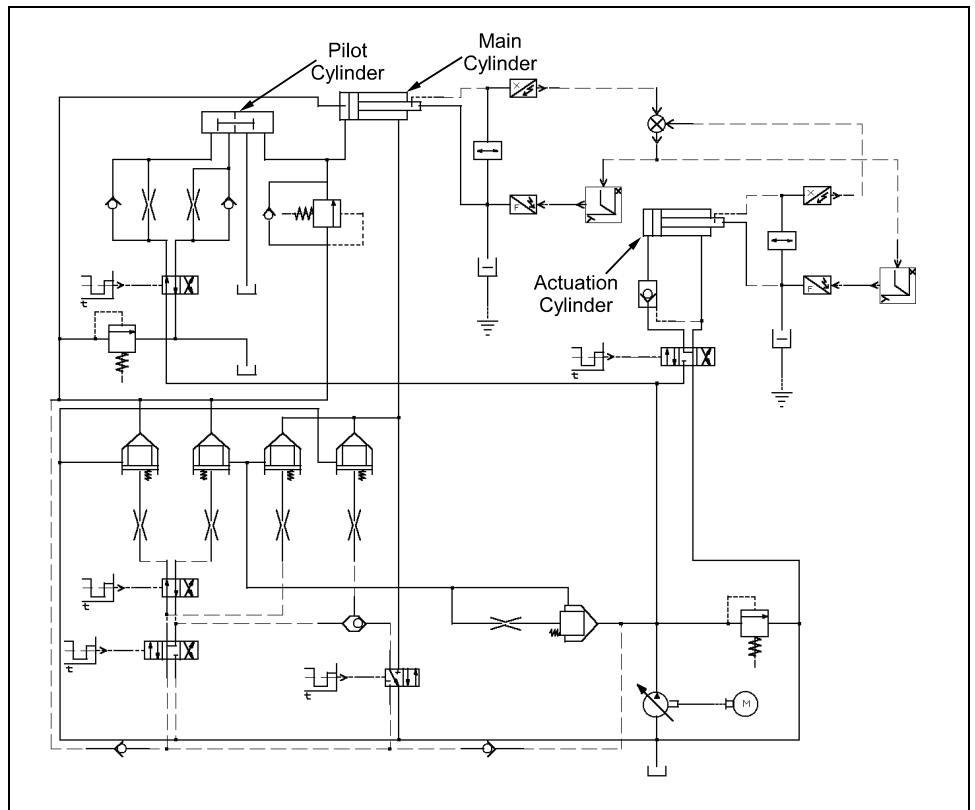 Main
Cylinder
Pilot
Cylinder
X
X
F
Y
X
Actuation
Cylinder
F
Y
X
t
t
t
t
t
M